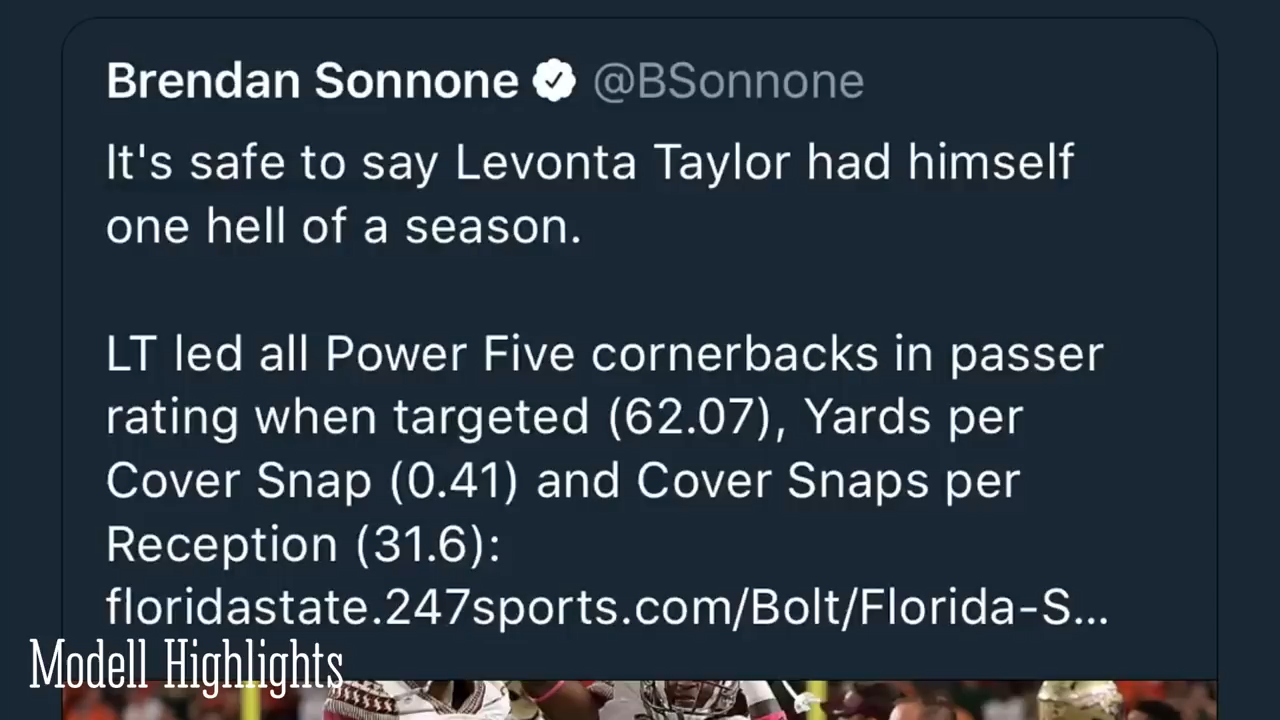 Brendan Sonnone @BSonnone
It's safe to say Levonta Taylor had himself
one hell of a season.
LT led all Power Five cornerbacks in passer
rating when targeted (62.07), Yards per
Cover Snap (0.41) and Cover Snaps per
Reception (31.6):
floridastate.247sports.com/Bolt/Florida-S...
Modell Highlights